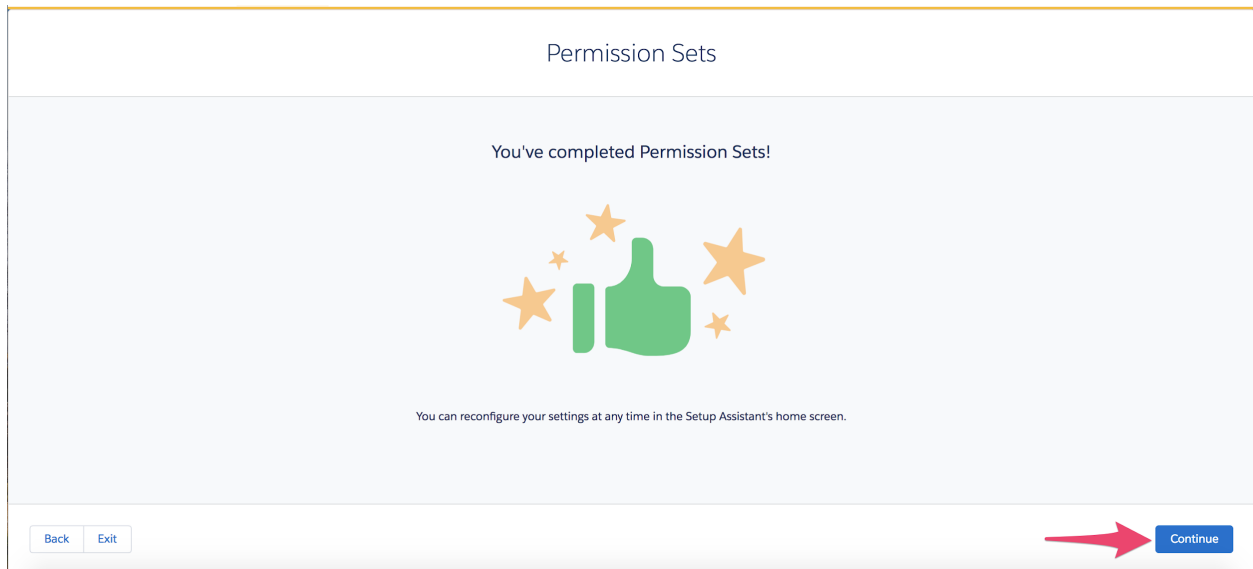 Permission Sets
You've completed Permission Sets!
You can reconfigure your settings at any time in the Setup Assistant's home screen.
Back Exit Continue